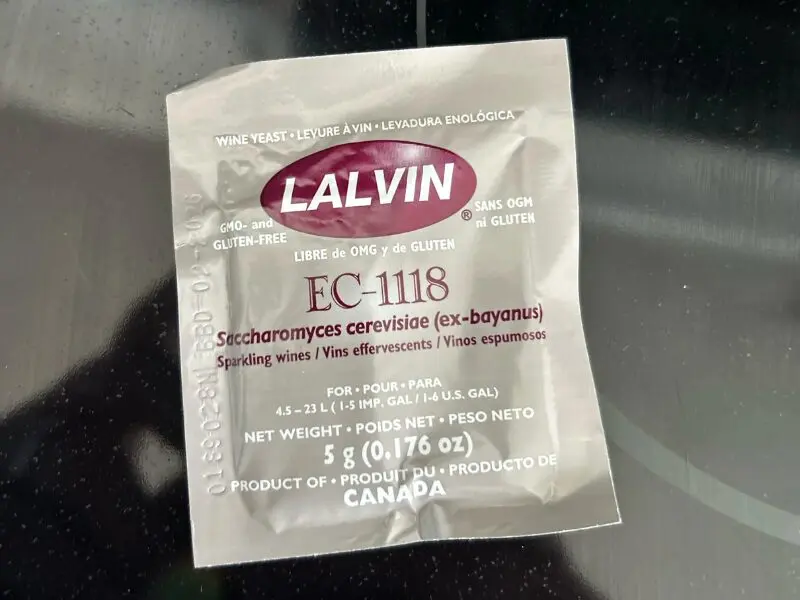 WINE YEAST • LEVURE À VIN • LEVADURA ENOLÓGICA
LALVIN®
GMO- and
GLUTEN-FREE
SANS OGM
ni GLUTEN
LIBRE de OMG y de GLUTEN
EC-1118
Saccharomyces cerevisiae (ex-bayanus)
Sparkling wines / Vins effervescents / Vinos espumosos
FOR • POUR • PARA
4.5 – 23 L ( 1-5 IMP. GAL / 1-6 U.S. GAL)
NET WEIGHT • POIDS NET • PESO NETO
5 g (0.176 oz)
PRODUCT OF • PRODUIT DU • PRODUCTO DE
CANADA